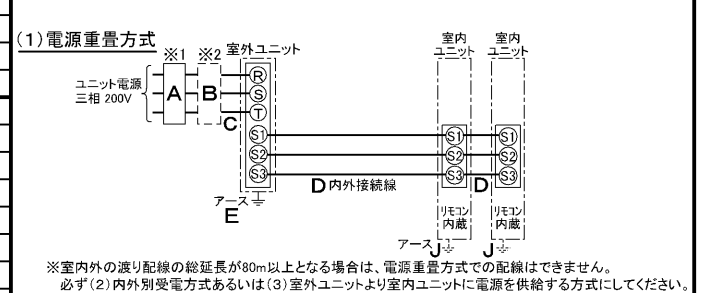 (1)電源重畳方式
※1 ※2 室外ユニット 室内ユニット 室内ユニット
ユニット電源
三相 200V
A B
R
S
T
C
S1 S1 S1
S2 S2 S2
S3 S3 S3
D内外接続線 D
アース
E
リモコン内蔵 リモコン内蔵
アース J J
※室内外の渡り配線の総延長が80m以上となる場合は、電源重畳方式での配線はできません。
必ず(2)内外別受電方式あるいは(3)室外ユニットより室内ユニットに電源を供給する方式にしてください。